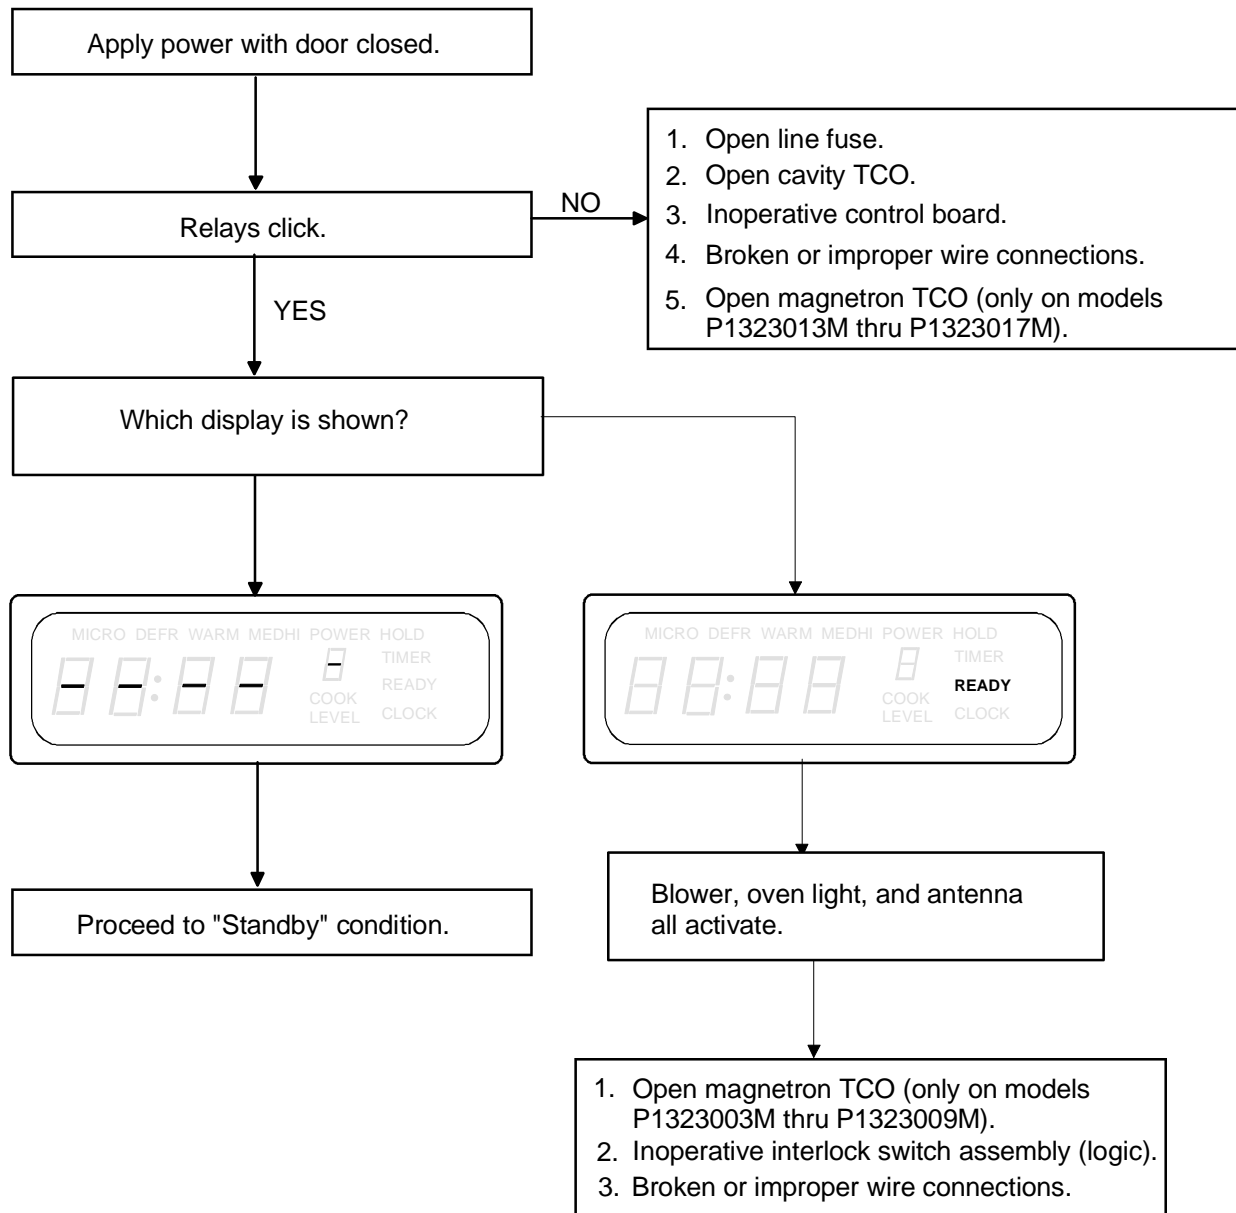 Apply power with door closed.
Relays click.
NO
1. Open line fuse.
2. Open cavity TCO.
3. Inoperative control board.
4. Broken or improper wire connections.
5. Open magnetron TCO (only on models
P1323013M thru P1323017M).
YES
Which display is shown?
MICRO DEFR WARM MEDHI POWER HOLD
TIMER
READY
COOK
LEVEL CLOCK
MICRO DEFR WARM MEDHI POWER HOLD
TIMER
READY
COOK
LEVEL CLOCK
Proceed to "Standby" condition.
Blower, oven light, and antenna
all activate.
1. Open magnetron TCO (only on models
P1323003M thru P1323009M).
2. Inoperative interlock switch assembly (logic).
3. Broken or improper wire connections.